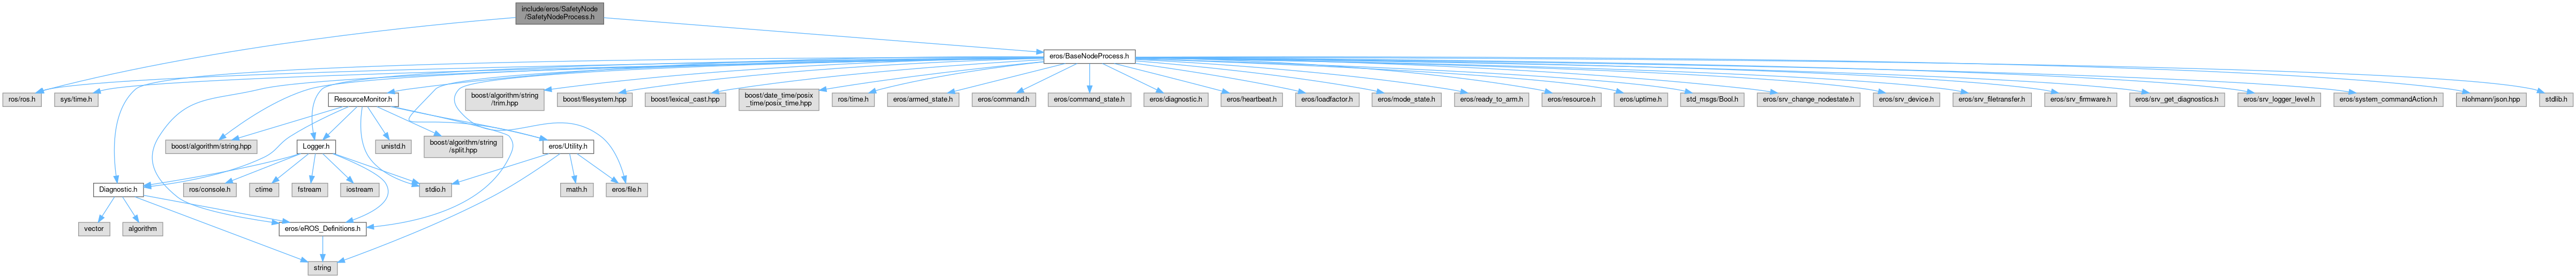 include/eros/SafetyNode
/SafetyNodeProcess.h
eros/BaseNodeProcess.h
ros/ros.h
sys/time.h
ResourceMonitor.h
boost/algorithm/string
/trim.hpp
boost/filesystem.hpp
boost/lexical_cast.hpp
boost/date_time/posix
_time/posix_time.hpp
ros/time.h
eros/armed_state.h
eros/command.h
eros/command_state.h
eros/diagnostic.h
eros/heartbeat.h
eros/loadfactor.h
eros/mode_state.h
eros/ready_to_arm.h
eros/resource.h
eros/uptime.h
std_msgs/Bool.h
eros/srv_change_nodestate.h
eros/srv_device.h
eros/srv_filetransfer.h
eros/srv_firmware.h
eros/srv_get_diagnostics.h
eros/srv_logger_level.h
eros/system_commandAction.h
nlohmann/json.hpp
stdlib.h
boost/algorithm/string.hpp
Logger.h
unistd.h
boost/algorithm/string
/split.hpp
eros/Utility.h
Diagnostic.h
ros/console.h
ctime
fstream
iostream
stdio.h
math.h
eros/file.h
vector
algorithm
eros/eROS_Definitions.h
string